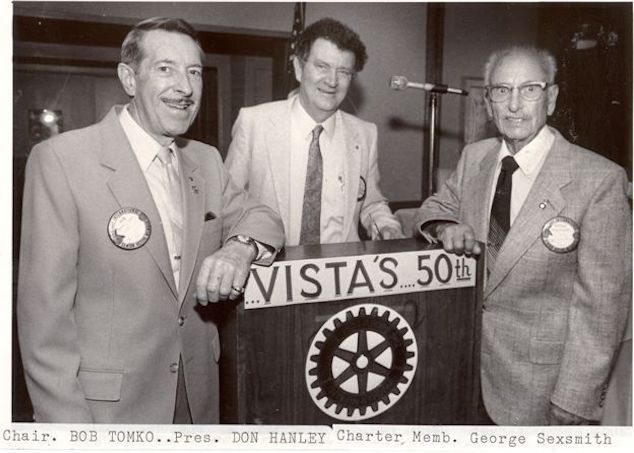 ...VISTA'S....50th
Chair. BOB TOMKO..Pres. DON HANLEY Charter Memb. George Sexsmith